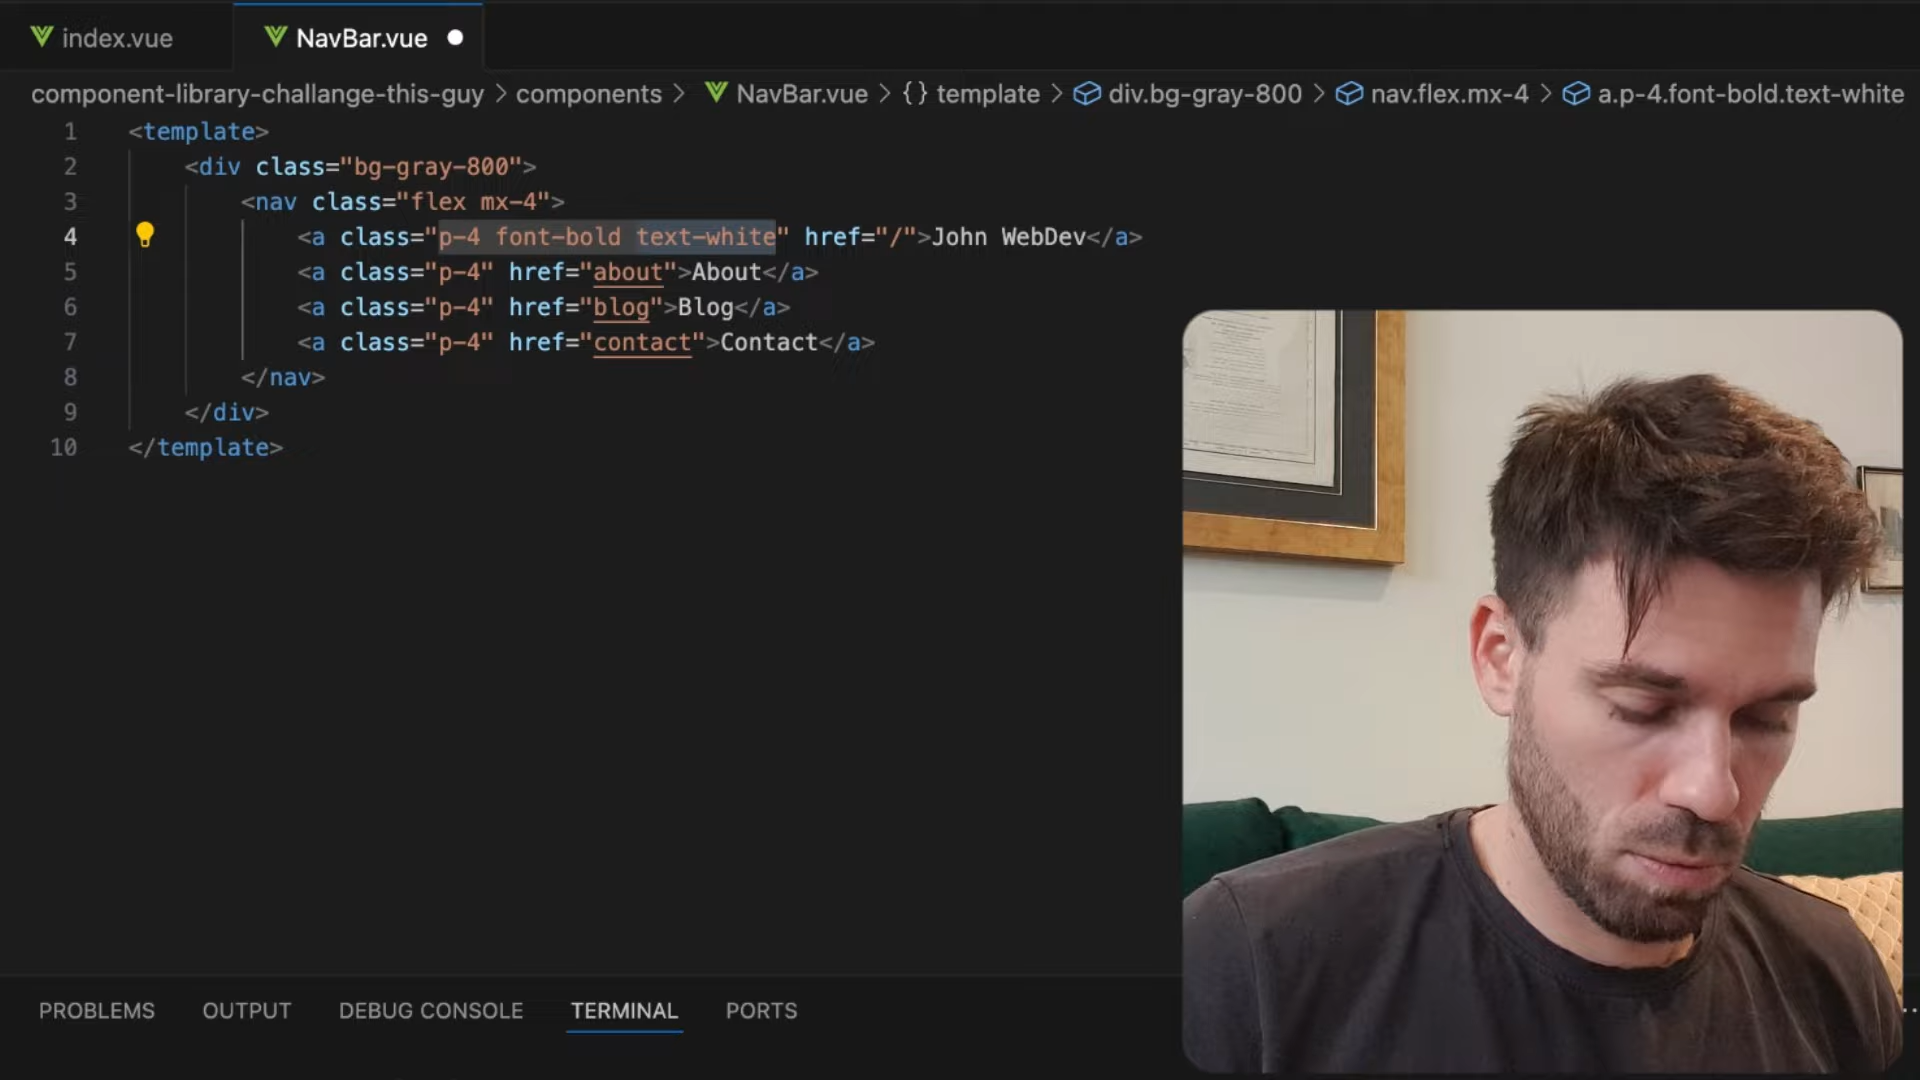 index.vue
NavBar.vue
component-library-challange-this-guy > components > NavBar.vue > {} template > div.bg-gray-800 > nav.flex.mx-4 > a.p-4.font-bold.text-white
1 <template>
2 <div class="bg-gray-800">
3 <nav class="flex mx-4">
4 <a class="p-4 font-bold text-white" href="/">John WebDev</a>
5 <a class="p-4" href="about">About</a>
6 <a class="p-4" href="blog">Blog</a>
7 <a class="p-4" href="contact">Contact</a>
8 </nav>
9 </div>
10 </template>
PROBLEMS OUTPUT DEBUG CONSOLE TERMINAL PORTS